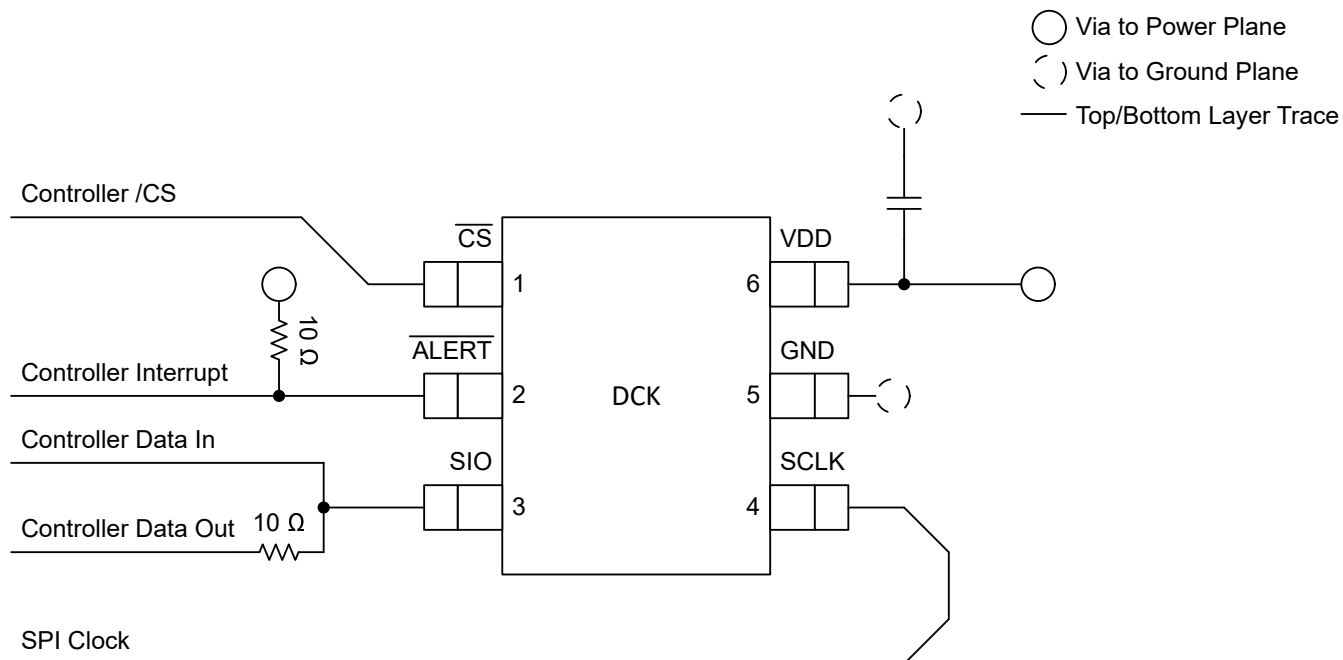 Via to Power Plane
Via to Ground Plane
Top/Bottom Layer Trace
Controller /CS
CS
VDD
1
6
10 Ω
ALERT
GND
Controller Interrupt
2
DCK
5
Controller Data In
SIO
SCLK
3
4
Controller Data Out
10 Ω
SPI Clock